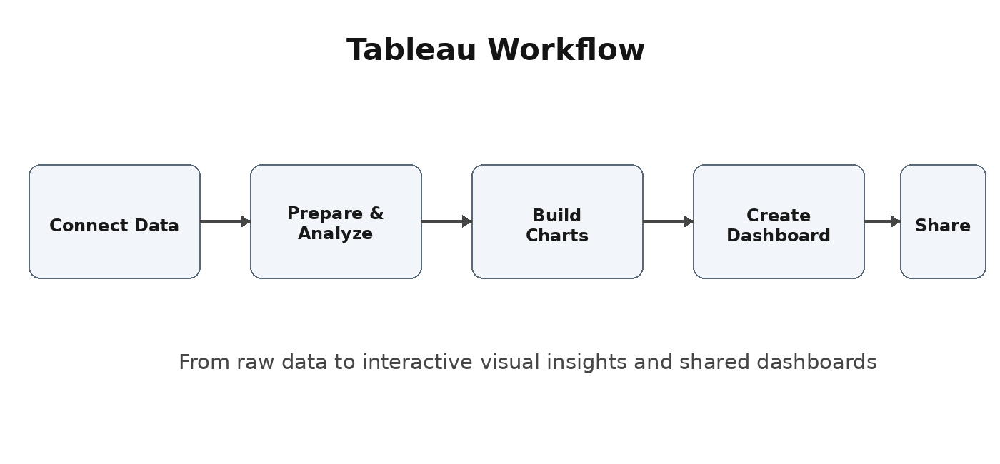 Tableau Workflow
Connect Data
Prepare &
Analyze
Build
Charts
Create
Dashboard
Share
From raw data to interactive visual insights and shared dashboards